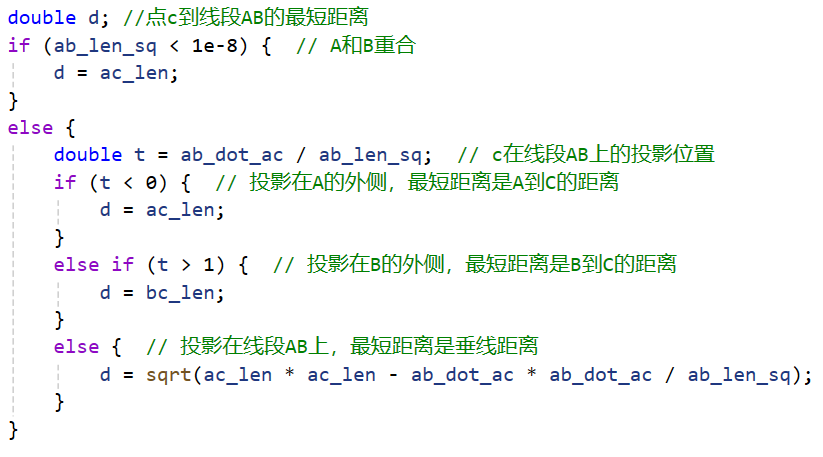 double d; //点c到线段AB的最短距离
if (ab_len_sq < 1e-8) {  // A和B重合
    d = ac_len;
}
else {
    double t = ab_dot_ac / ab_len_sq;  // c在线段AB上的投影位置
    if (t < 0) {  // 投影在A的外侧，最短距离是A到C的距离
        d = ac_len;
    }
    else if (t > 1) {  // 投影在B的外侧，最短距离是B到C的距离
        d = bc_len;
    }
    else {  // 投影在线段AB上，最短距离是垂线距离
        d = sqrt(ac_len * ac_len - ab_dot_ac * ab_dot_ac / ab_len_sq);
    }
}